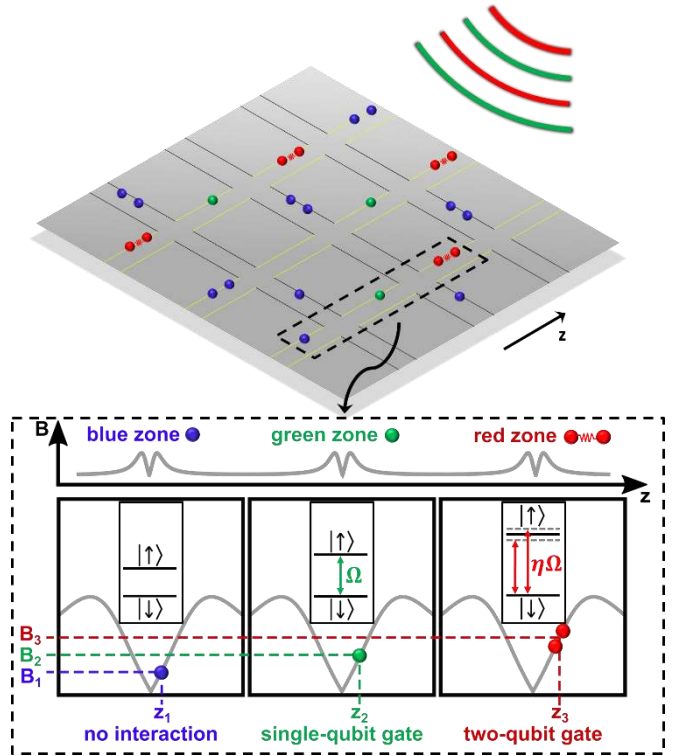 z
B
blue zone
green zone
red zone
z
|↑⟩
|↓⟩
|↑⟩
Ω
|↓⟩
|↑⟩
ηΩ
|↓⟩
B₃
B₂
B₁
z₁
z₂
z₃
no interaction
single-qubit gate
two-qubit gate